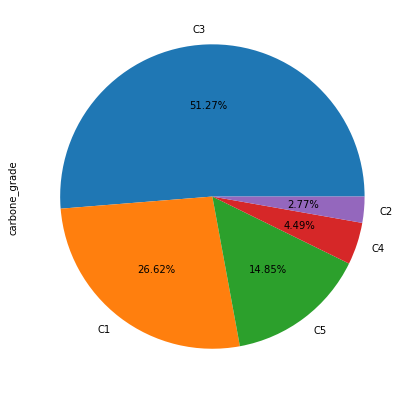 C3
51.27%
carbone_grade
2.77%
C2
4.49%
C4
26.62%
14.85%
C1
C5